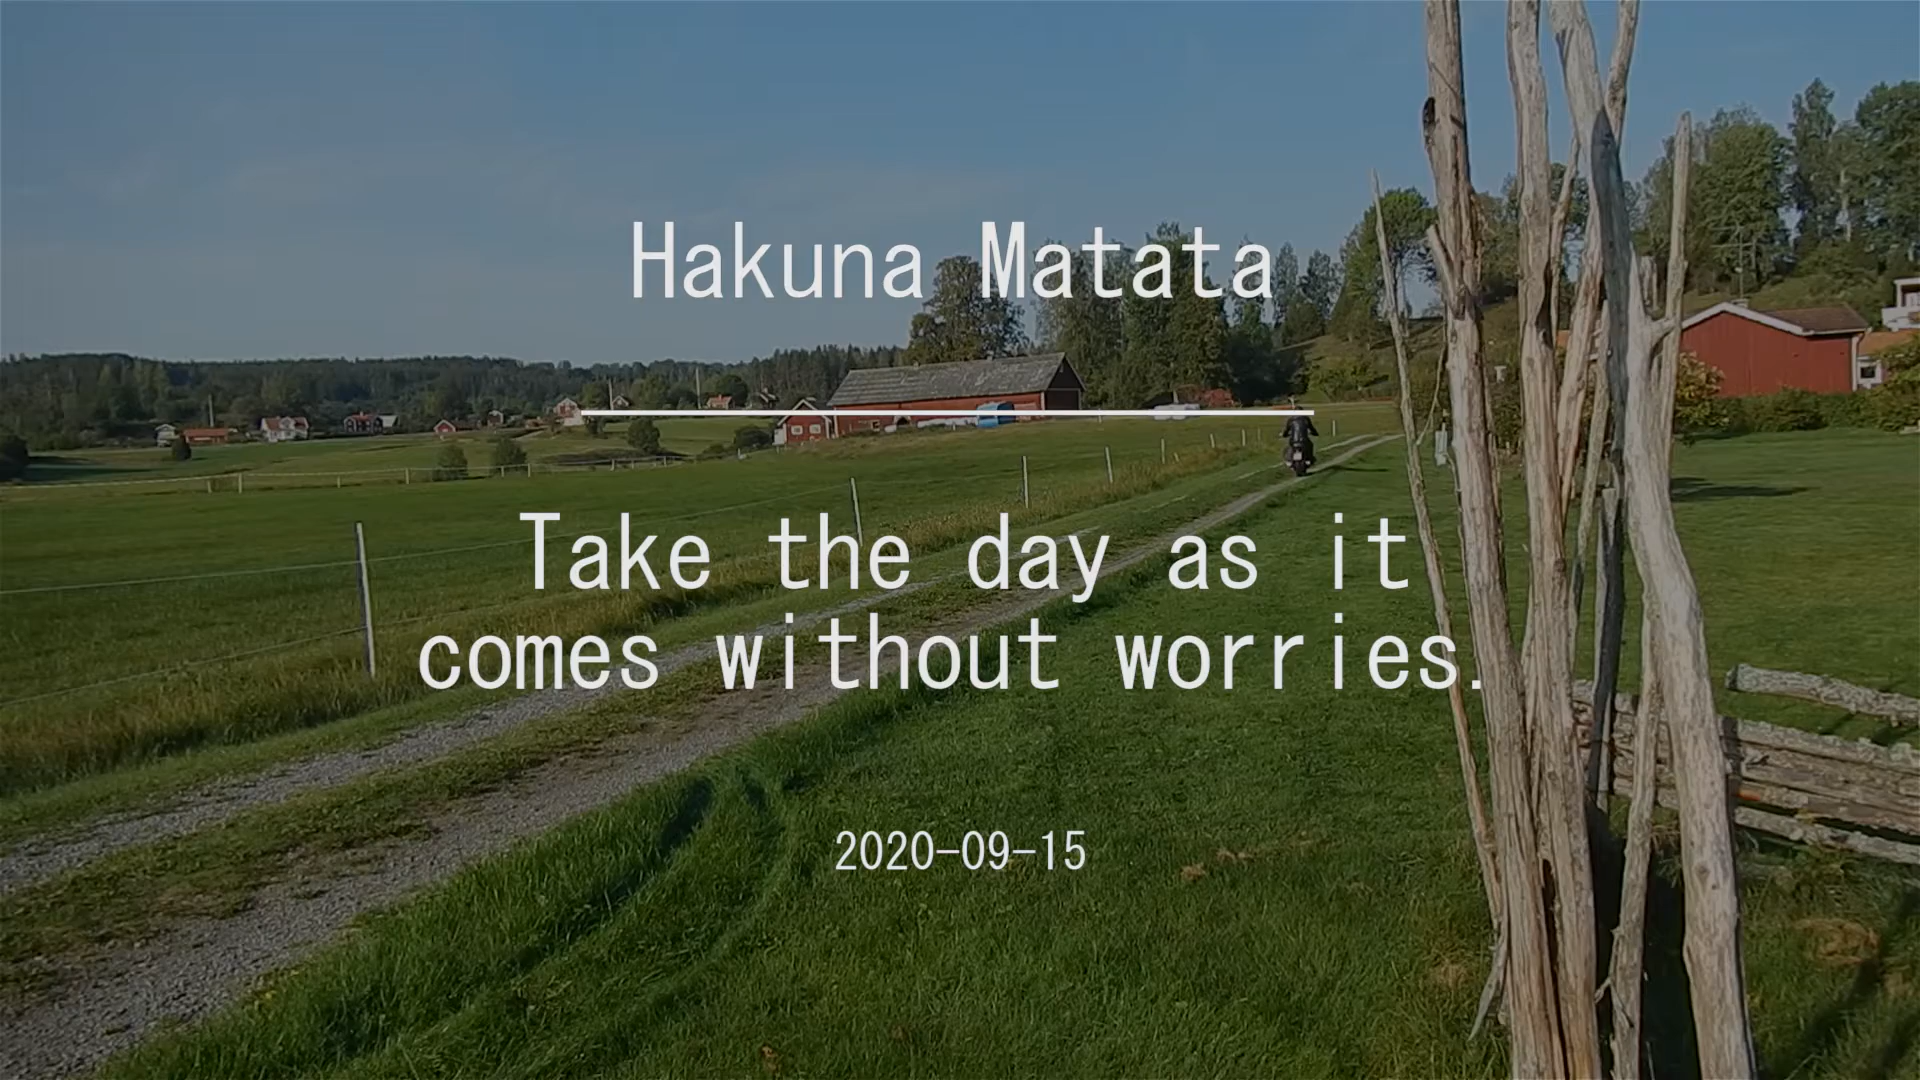 Hakuna Matata
Take the day as it
comes without worries.
2020-09-15